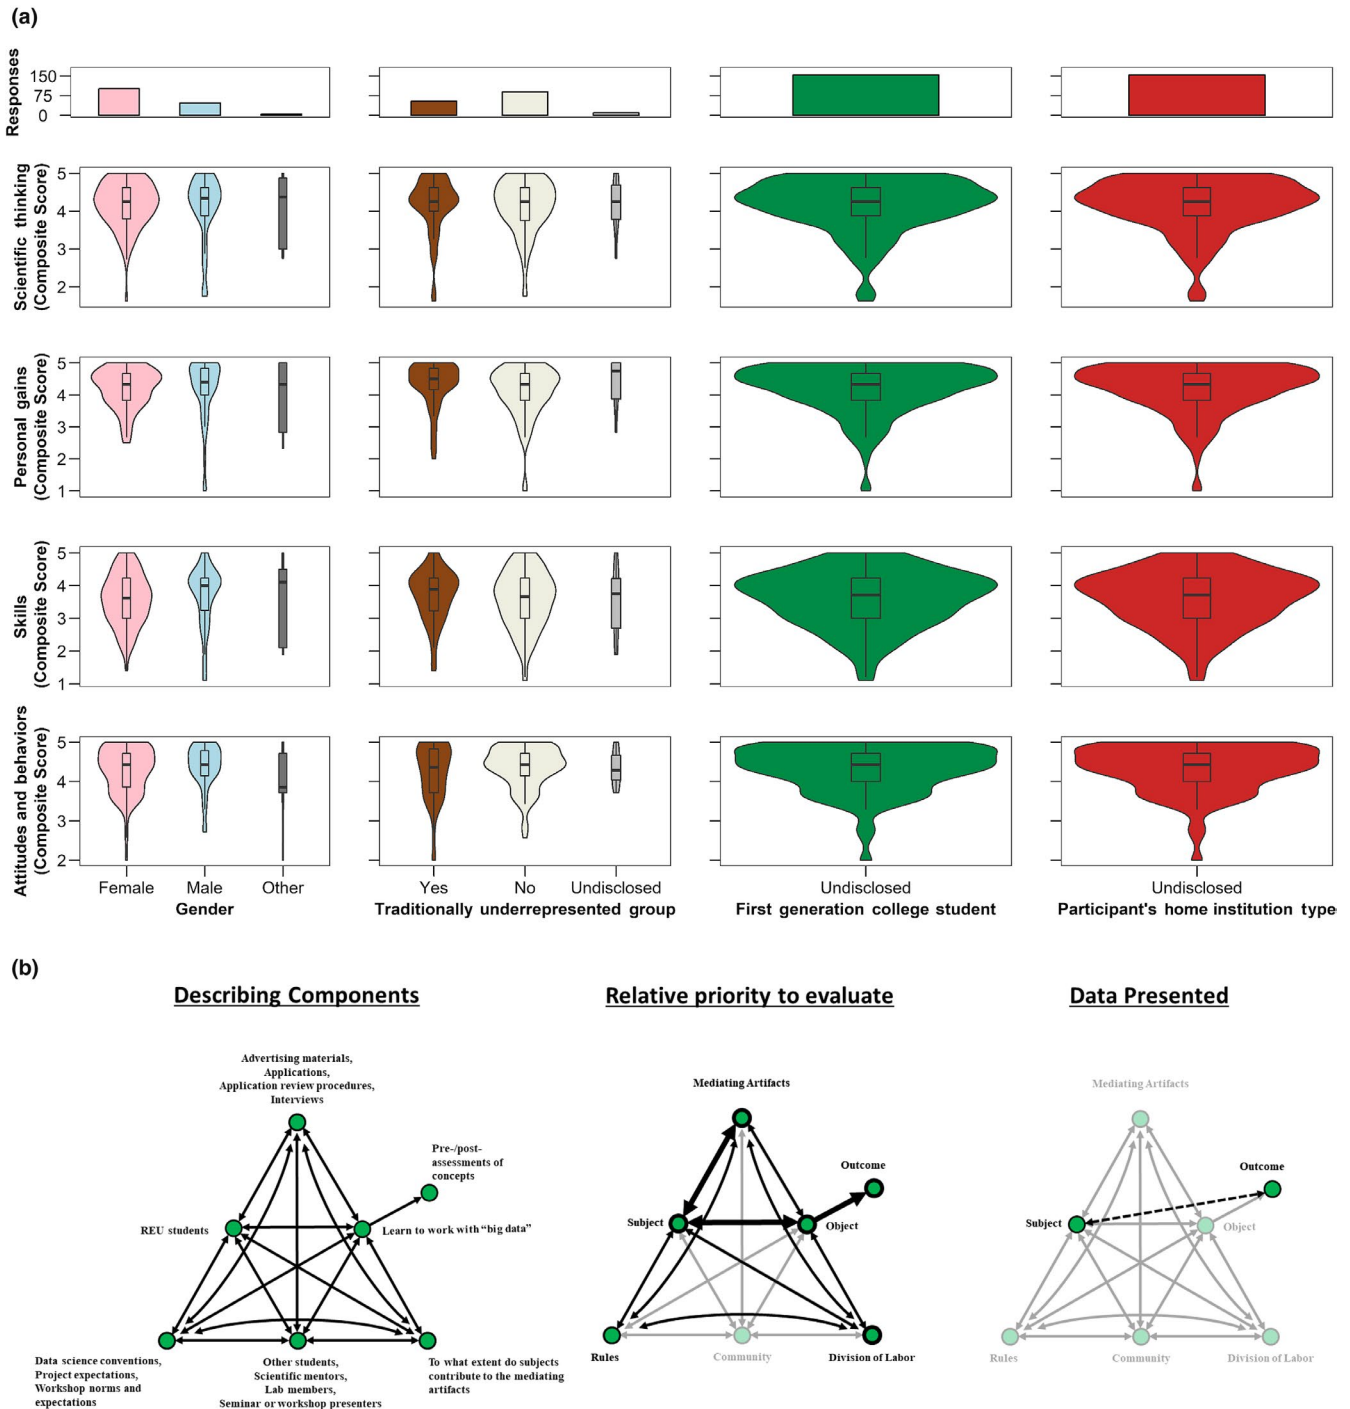 (a)
Responses
150
75
0
Scientific thinking
(Composite Score)
5
4
3
2
Personal gains
(Composite Score)
5
4
3
2
1
Skills
(Composite Score)
5
4
3
2
1
Attitudes and behaviors
(Composite Score)
5
4
3
2
Female Male Other
Gender
Yes No Undisclosed
Traditionally underrepresented group
Undisclosed
First generation college student
Undisclosed
Participant's home institution type
(b)
Describing Components
Advertising materials,
Applications,
Application review procedures,
Interviews
Pre-/post-
assessments of
concepts
REU students
Learn to work with “big data”
Data science conventions,
Project expectations,
Workshop norms and
expectations
Other students,
Scientific mentors,
Lab members,
Seminar or workshop presenters
To what extent do subjects
contribute to the mediating
artifacts
Relative priority to evaluate
Mediating Artifacts
Outcome
Subject
Object
Rules
Community
Division of Labor
Data Presented
Mediating Artifacts
Outcome
Subject
Object
Rules
Community
Division of Labor